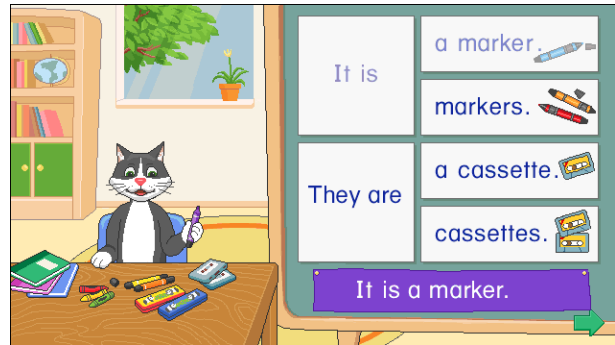 It is
a marker.
markers.
They are
a cassette.
cassettes.
It is a marker.